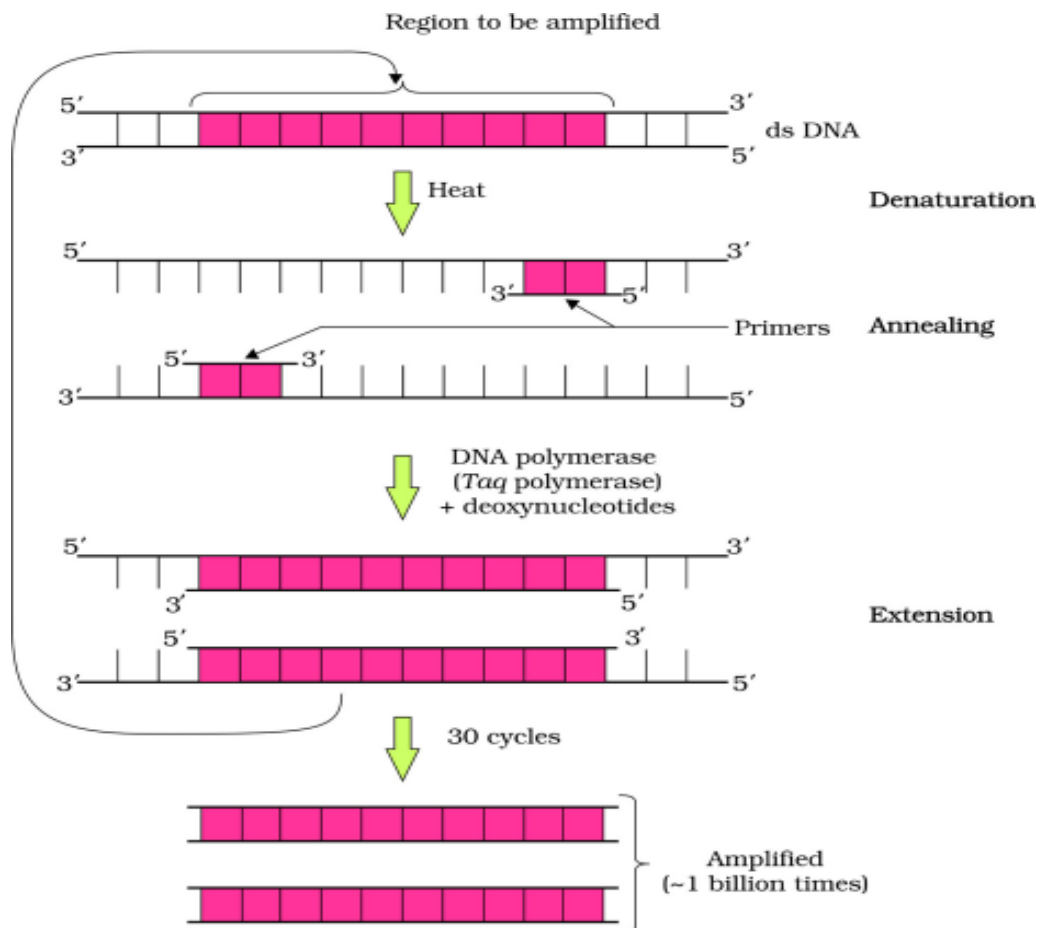 Region to be amplified
5′
3′
ds DNA
3′
5′
Heat
Denaturation
5′
3′
3′
5′
Primers
Annealing
5′
3′
3′
5′
DNA polymerase
(Taq polymerase)
+ deoxynucleotides
5′
3′
3′
5′
Extension
5′
3′
3′
5′
30 cycles
Amplified
(~1 billion times)